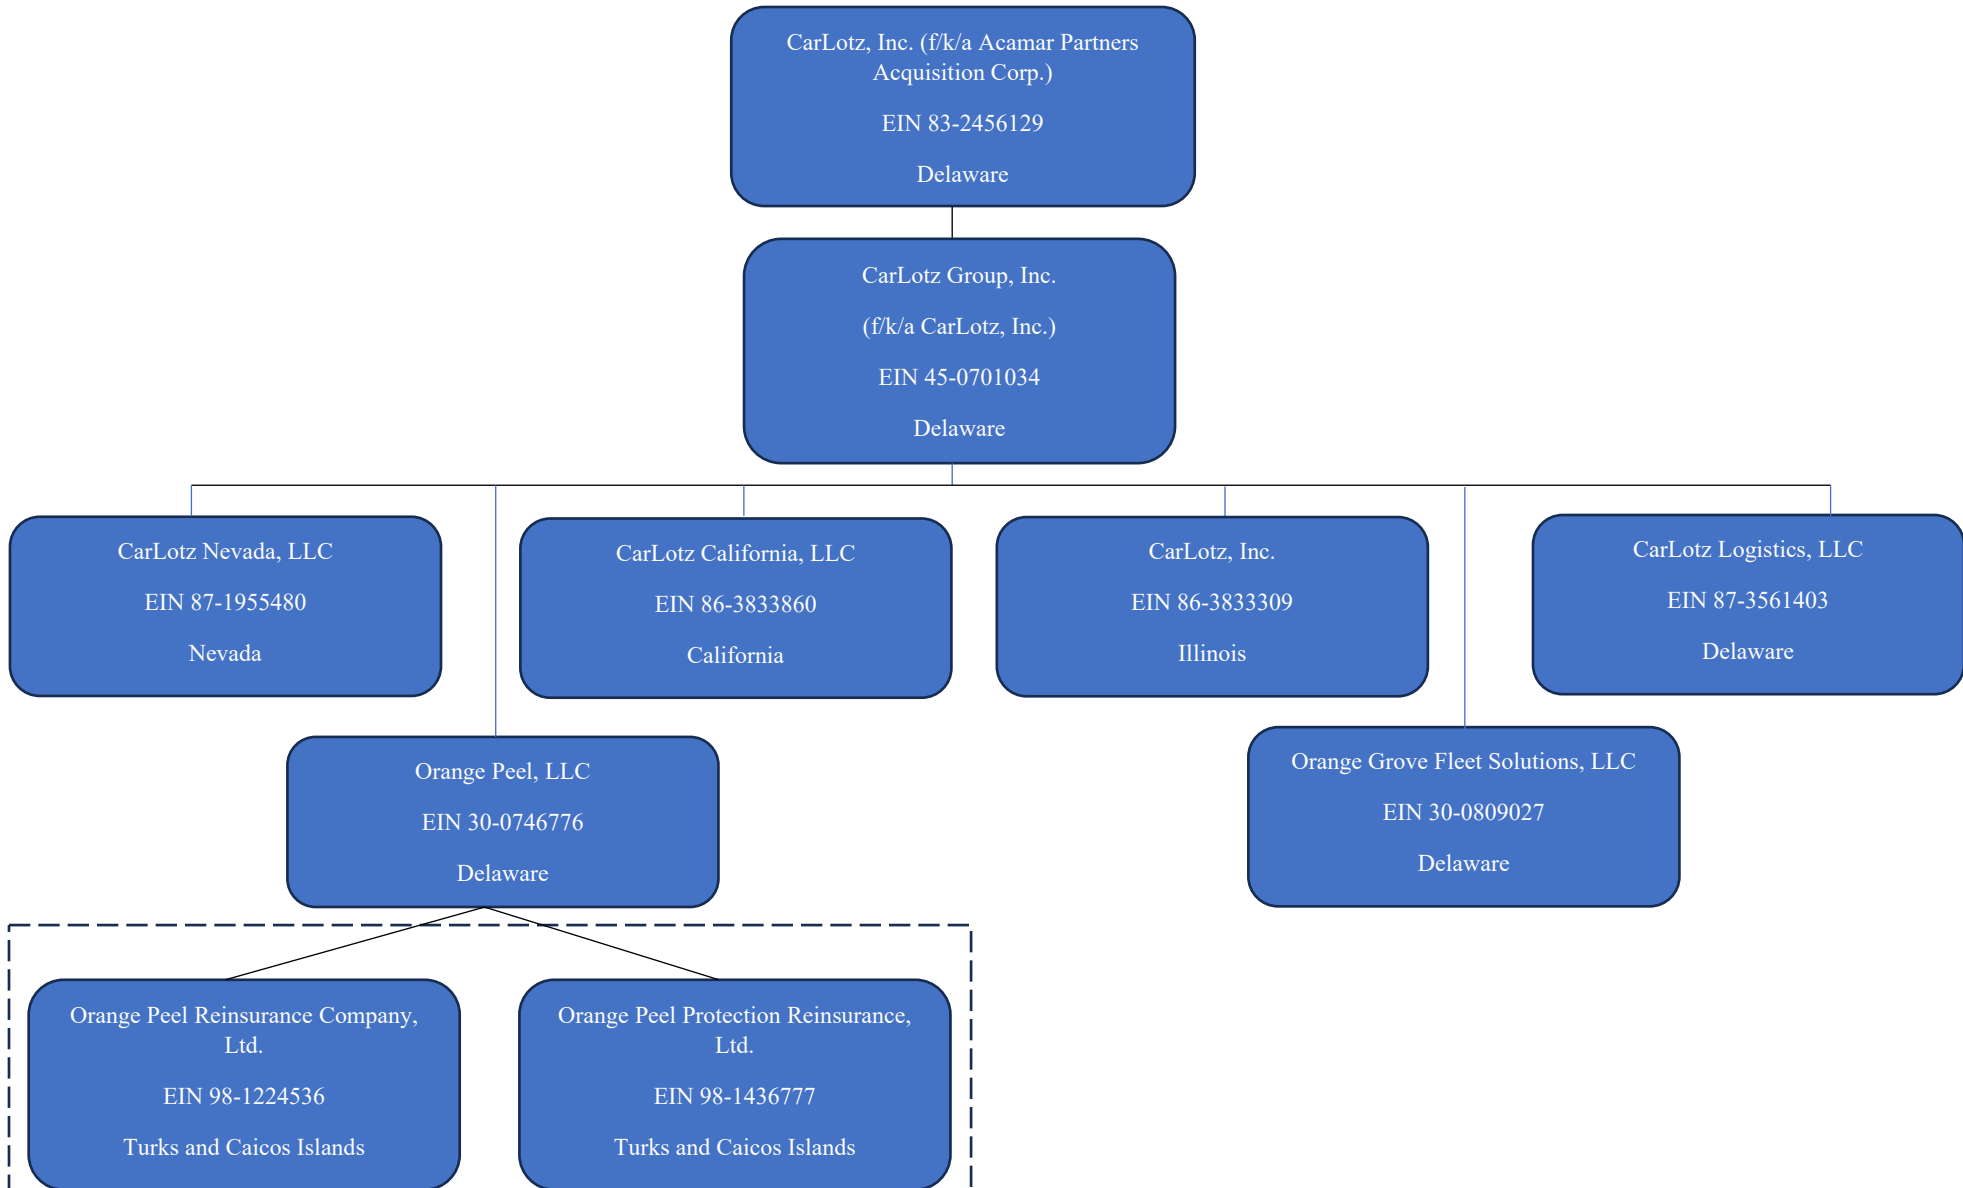 CarLotz, Inc. (f/k/a Acamar Partners
Acquisition Corp.)
EIN 83-2456129
Delaware
CarLotz Group, Inc.
(f/k/a CarLotz, Inc.)
EIN 45-0701034
Delaware
CarLotz Nevada, LLC
EIN 87-1955480
Nevada
CarLotz California, LLC
EIN 86-3833860
California
CarLotz, Inc.
EIN 86-3833309
Illinois
CarLotz Logistics, LLC
EIN 87-3561403
Delaware
Orange Peel, LLC
EIN 30-0746776
Delaware
Orange Grove Fleet Solutions, LLC
EIN 30-0809027
Delaware
Orange Peel Reinsurance Company,
Ltd.
EIN 98-1224536
Turks and Caicos Islands
Orange Peel Protection Reinsurance,
Ltd.
EIN 98-1436777
Turks and Caicos Islands